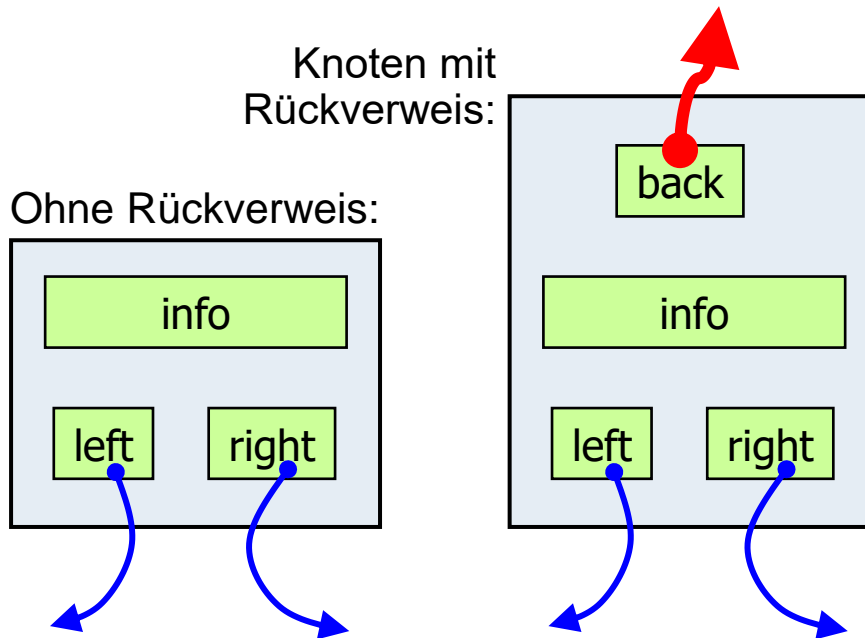 Knoten mit
Rückverweis:
back
info
left
right
Ohne Rückverweis:
info
left
right